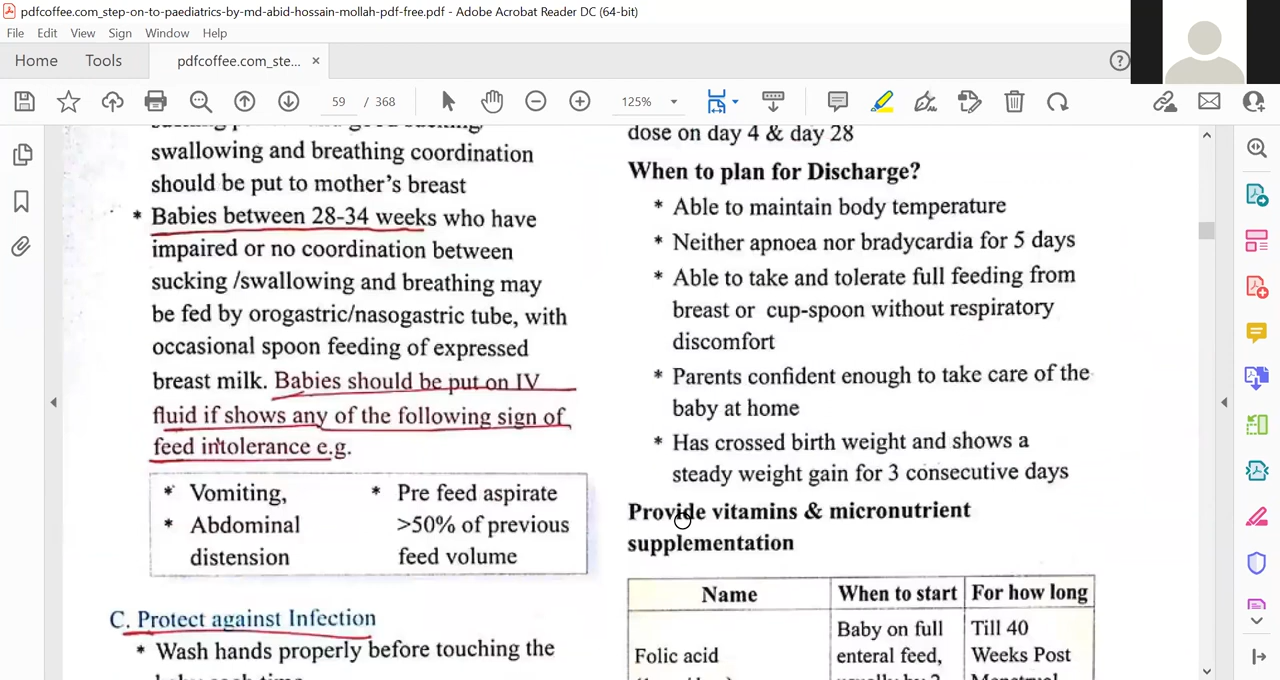 pdfcoffee.com_step-on-to-paediatrics-by-md-abid-hossain-mollah-pdf-free.pdf - Adobe Acrobat Reader DC (64-bit)
File Edit View Sign Window Help
Home Tools pdfcoffee.com_ste... ×
59 / 368 125%
swallowing and breathing coordination
should be put to mother's breast
* Babies between 28-34 weeks who have
impaired or no coordination between
sucking /swallowing and breathing may
be fed by orogastric/nasogastric tube, with
occasional spoon feeding of expressed
breast milk. Babies should be put on IV
fluid if shows any of the following sign of
feed intolerance e.g.
* Vomiting,
* Abdominal
distension
* Pre feed aspirate
>50% of previous
feed volume
C. Protect against Infection
* Wash hands properly before touching the
dose on day 4 & day 28
When to plan for Discharge?
* Able to maintain body temperature
* Neither apnoea nor bradycardia for 5 days
* Able to take and tolerate full feeding from
breast or cup-spoon without respiratory
discomfort
* Parents confident enough to take care of the
baby at home
* Has crossed birth weight and shows a
steady weight gain for 3 consecutive days
Provide vitamins & micronutrient
supplementation
Name When to start For how long
Folic acid
Baby on full
enteral feed,
Till 40
Weeks Post